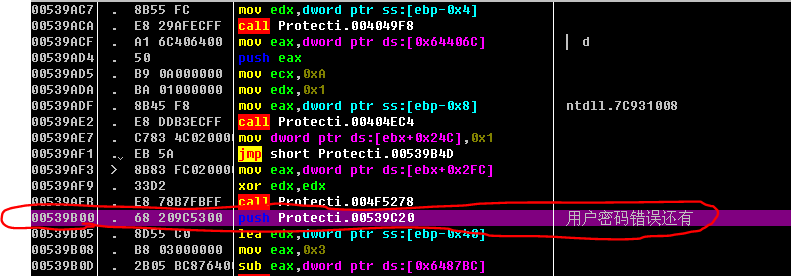 00539AC7 . 8B55 FC mov edx,dword ptr ss:[ebp-0x4]
00539ACA . E8 29AFECFF call Protecti.004049F8
00539ACF . A1 6C406400 mov eax,dword ptr ds:[0x64406C] | d
00539AD4 . 50 push eax
00539AD5 . B9 0A000000 mov ecx,0xA
00539ADA . BA 01000000 mov edx,0x1
00539ADF . 8B45 F8 mov eax,dword ptr ss:[ebp-0x8] ntdll.7C931008
00539AE2 . E8 DDB3ECFF call Protecti.00404EC4
00539AE7 . C783 4C020000 mov dword ptr ds:[ebx+0x24C],0x1
00539AF1 . EB 5A jmp short Protecti.00539B4D
00539AF3 > 8B83 FC020000 mov eax,dword ptr ds:[ebx+0x2FC]
00539AF9 . 33D2 xor edx,edx
00539AFB . E8 78B7FBFF call Protecti.004F5278
00539B00 . 68 209C5300 push Protecti.00539C20 用户密码错误还有
00539B05 . 8D55 C0 lea edx,dword ptr ss:[ebp-0x40]
00539B08 . B8 03000000 mov eax,0x3
00539B0D . 2B05 BC876400 sub eax,dword ptr ds:[0x6487BC]